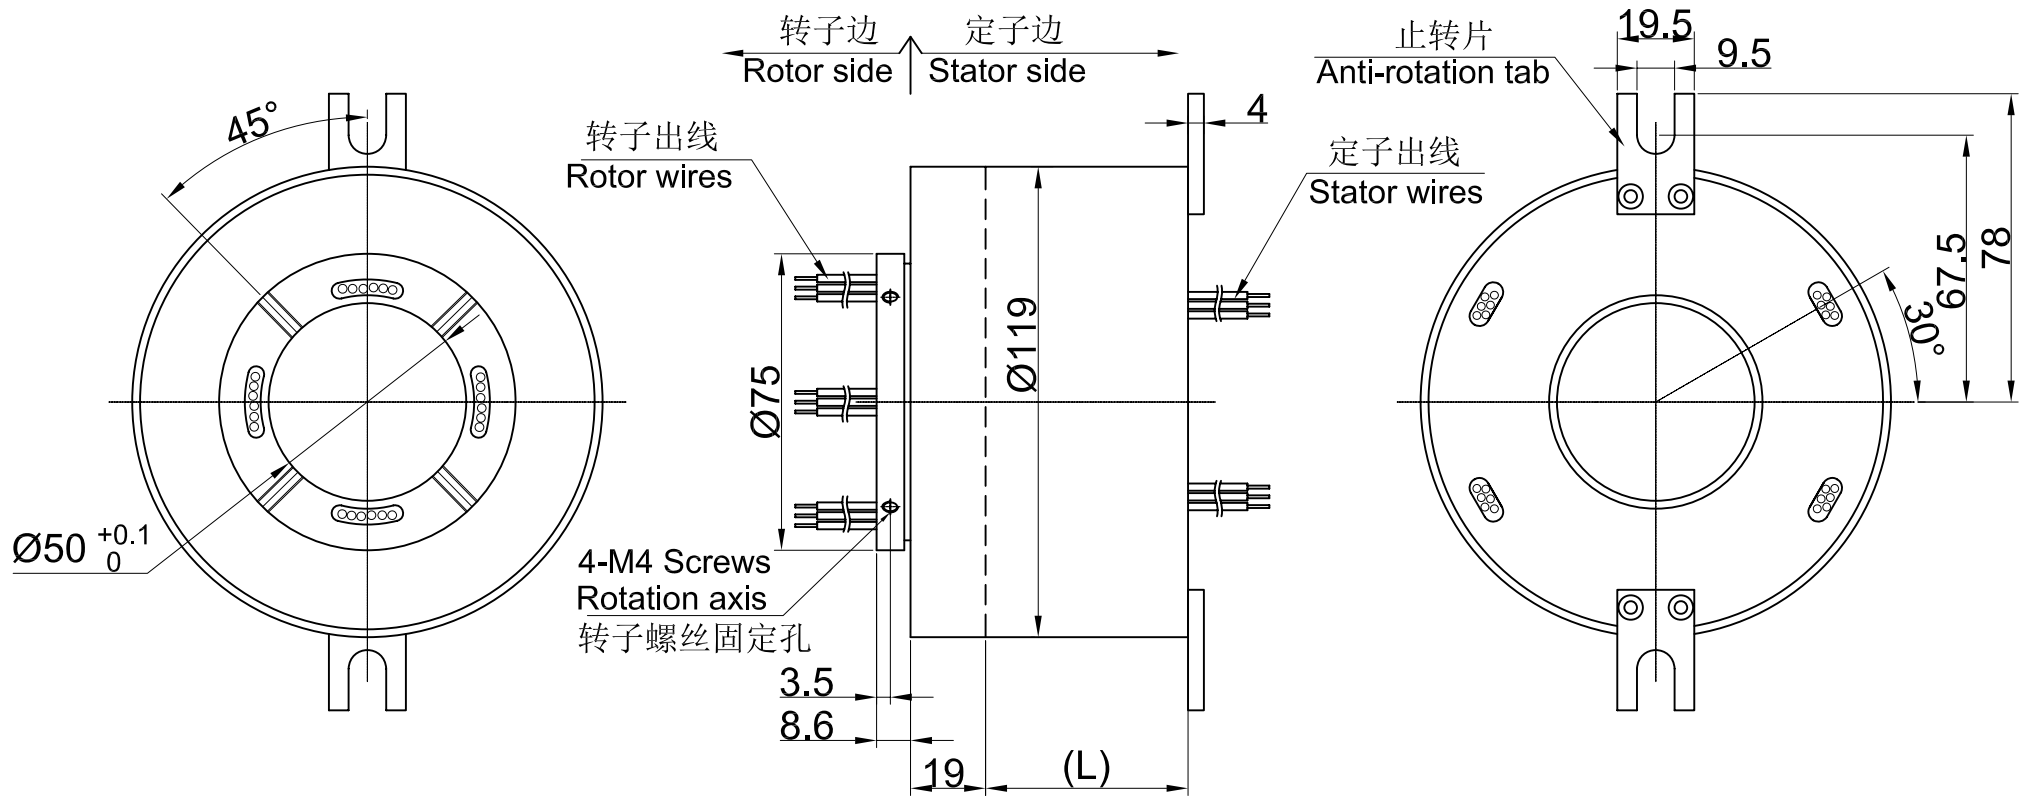 转子边
定子边
Rotor side
Stator side
止转片
Anti-rotation tab
19.5
9.5
45°
转子出线
Rotor wires
4
定子出线
Stator wires
67.5
78
30°
Ø75
Ø119
Ø50 +0.1
0
4-M4 Screws
Rotation axis
转子螺丝固定孔
3.5
8.6
19
(L)